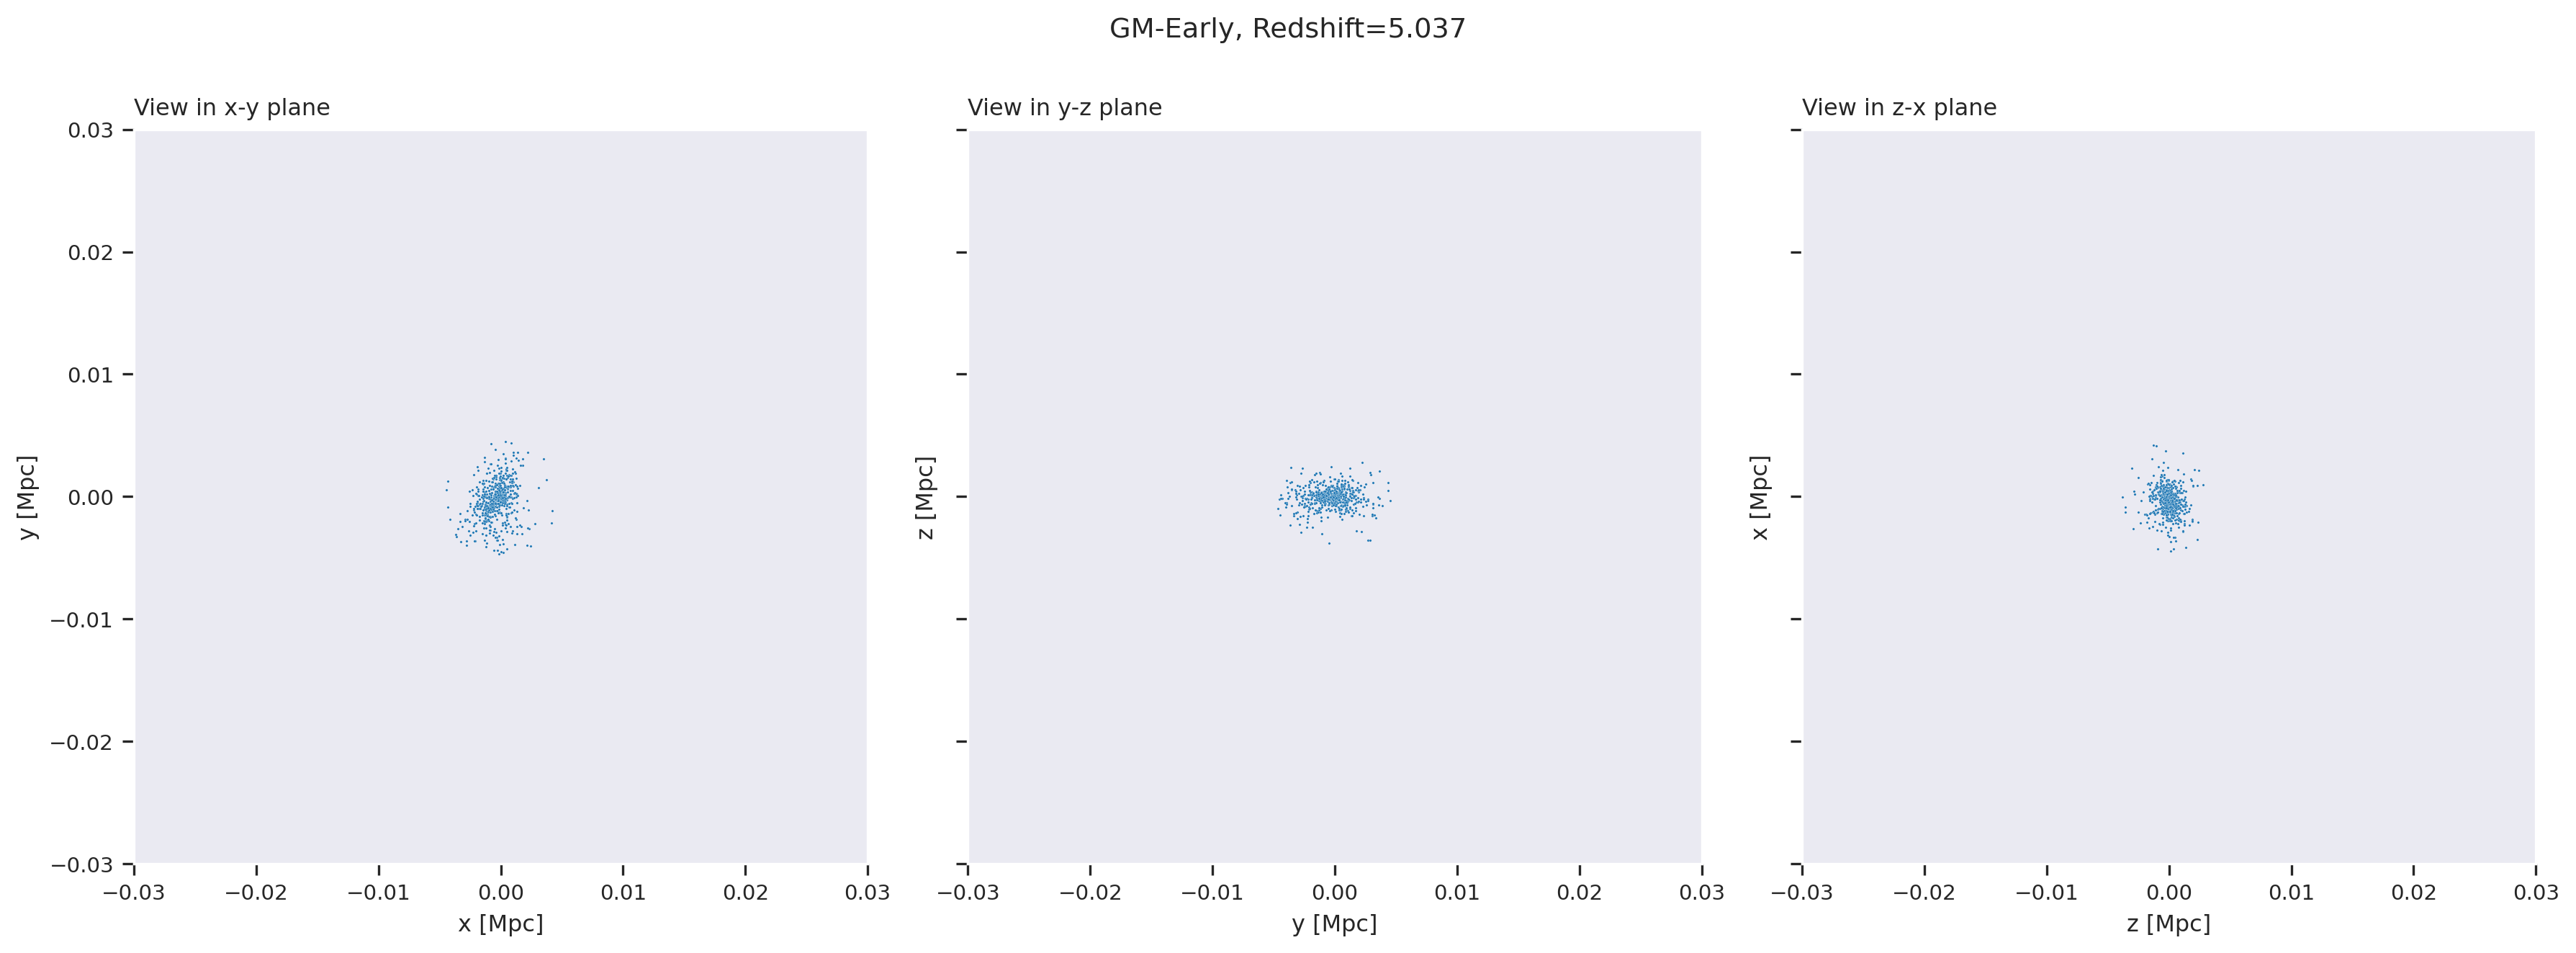 GM-Early, Redshift=5.037
View in x-y plane
View in y-z plane
View in z-x plane
0.03
0.02
0.01
0.00
−0.01
−0.02
−0.03
y [Mpc]
−0.03 −0.02 −0.01 0.00 0.01 0.02 0.03
x [Mpc]
z [Mpc]
−0.03 −0.02 −0.01 0.00 0.01 0.02 0.03
y [Mpc]
x [Mpc]
−0.03 −0.02 −0.01 0.00 0.01 0.02 0.03
z [Mpc]